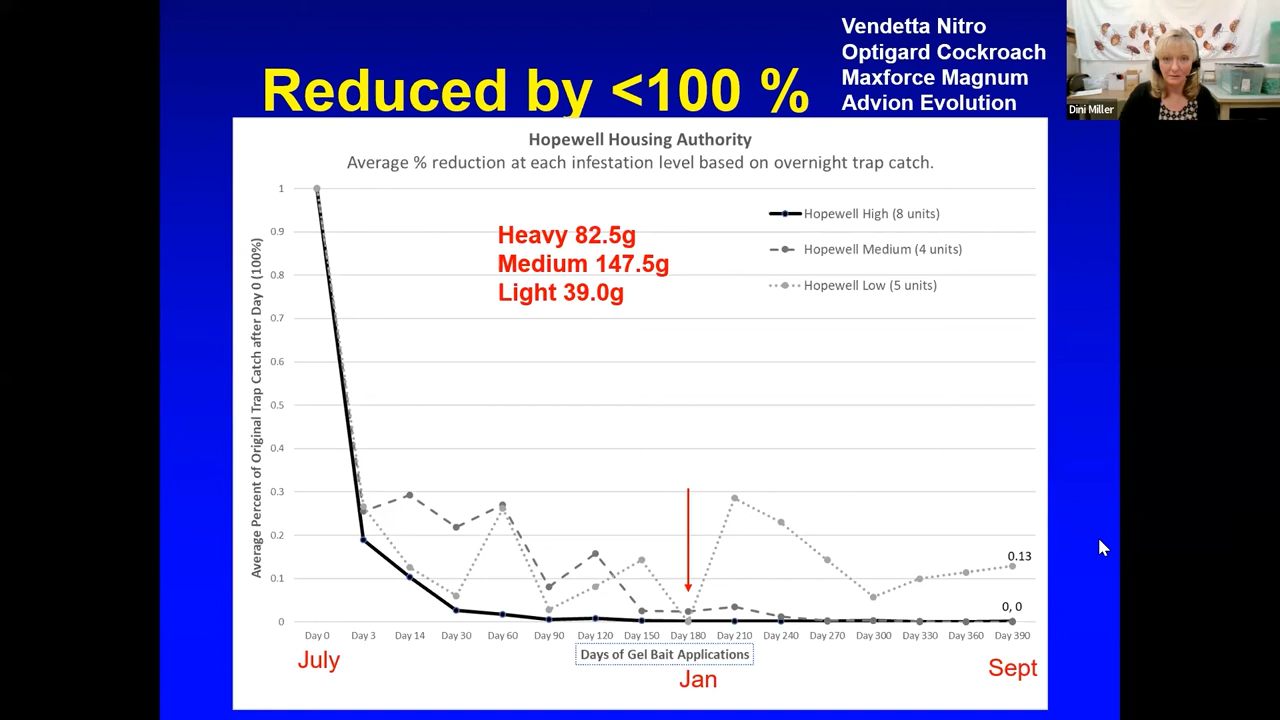 Vendetta Nitro
Optigard Cockroach
Maxforce Magnum
Advion Evolution
Reduced by <100 %
Dini Miller
Hopewell Housing Authority
Average % reduction at each infestation level based on overnight trap catch.
Heavy 82.5g
Medium 147.5g
Light 39.0g
Hopewell High (8 units)
Hopewell Medium (4 units)
Hopewell Low (5 units)
Average Percent of Original Trap Catch after Day 0 (100%)
1
0.9
0.8
0.7
0.6
0.5
0.4
0.3
0.2
0.1
0
0.13
0, 0
Day 0 Day 3 Day 14 Day 30 Day 60 Day 90 Day 120 Day 150 Day 180 Day 210 Day 240 Day 270 Day 300 Day 330 Day 360 Day 390
Days of Gel Bait Applications
July
Jan
Sept